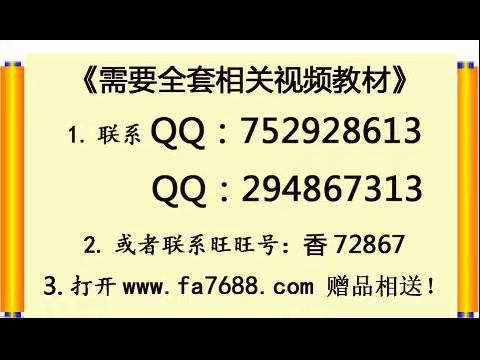 《需要全套相关视频教材》
1. 联系 QQ：752928613
QQ：294867313
2. 或者联系旺旺号：香 72867
3.打开 www.fa7688.com 赠品相送！